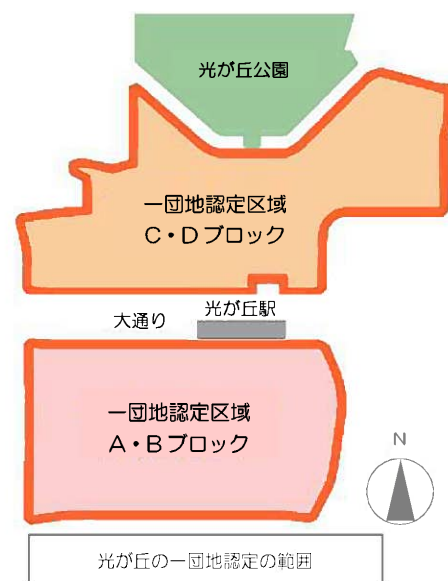 光が丘公園
一団地認定区域
C・Dブロック
光が丘駅
大通り
一団地認定区域
A・Bブロック
N
光が丘の一団地認定の範囲